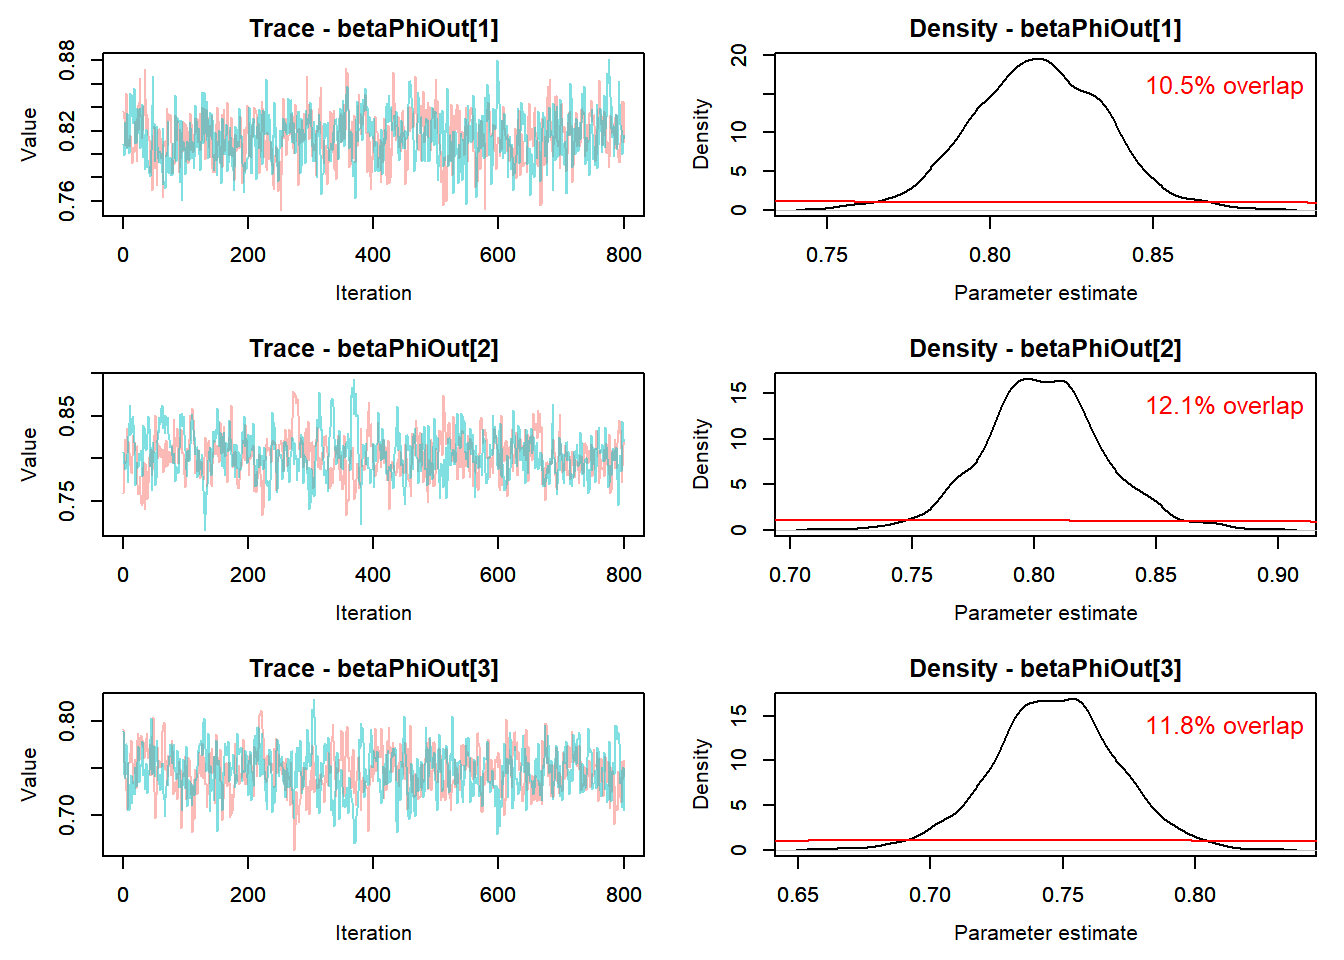 Trace - betaPhiOut[1]
Value
0.76 0.82 0.88
0 200 400 600 800
Iteration
Density - betaPhiOut[1]
10.5% overlap
Density
0 5 10 20
0.75 0.80 0.85
Parameter estimate
Trace - betaPhiOut[2]
Value
0.75 0.85
0 200 400 600 800
Iteration
Density - betaPhiOut[2]
12.1% overlap
Density
0 5 10 15
0.70 0.75 0.80 0.85 0.90
Parameter estimate
Trace - betaPhiOut[3]
Value
0.70 0.80
0 200 400 600 800
Iteration
Density - betaPhiOut[3]
11.8% overlap
Density
0 5 10 15
0.65 0.70 0.75 0.80
Parameter estimate